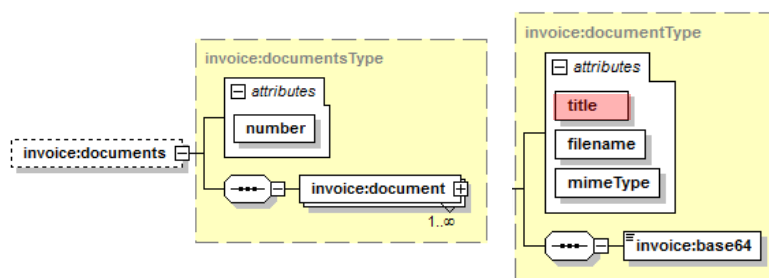 invoice:documentsType
attributes
number
invoice:documents
invoice:document
1..∞
invoice:documentType
attributes
title
filename
mimeType
invoice:base64